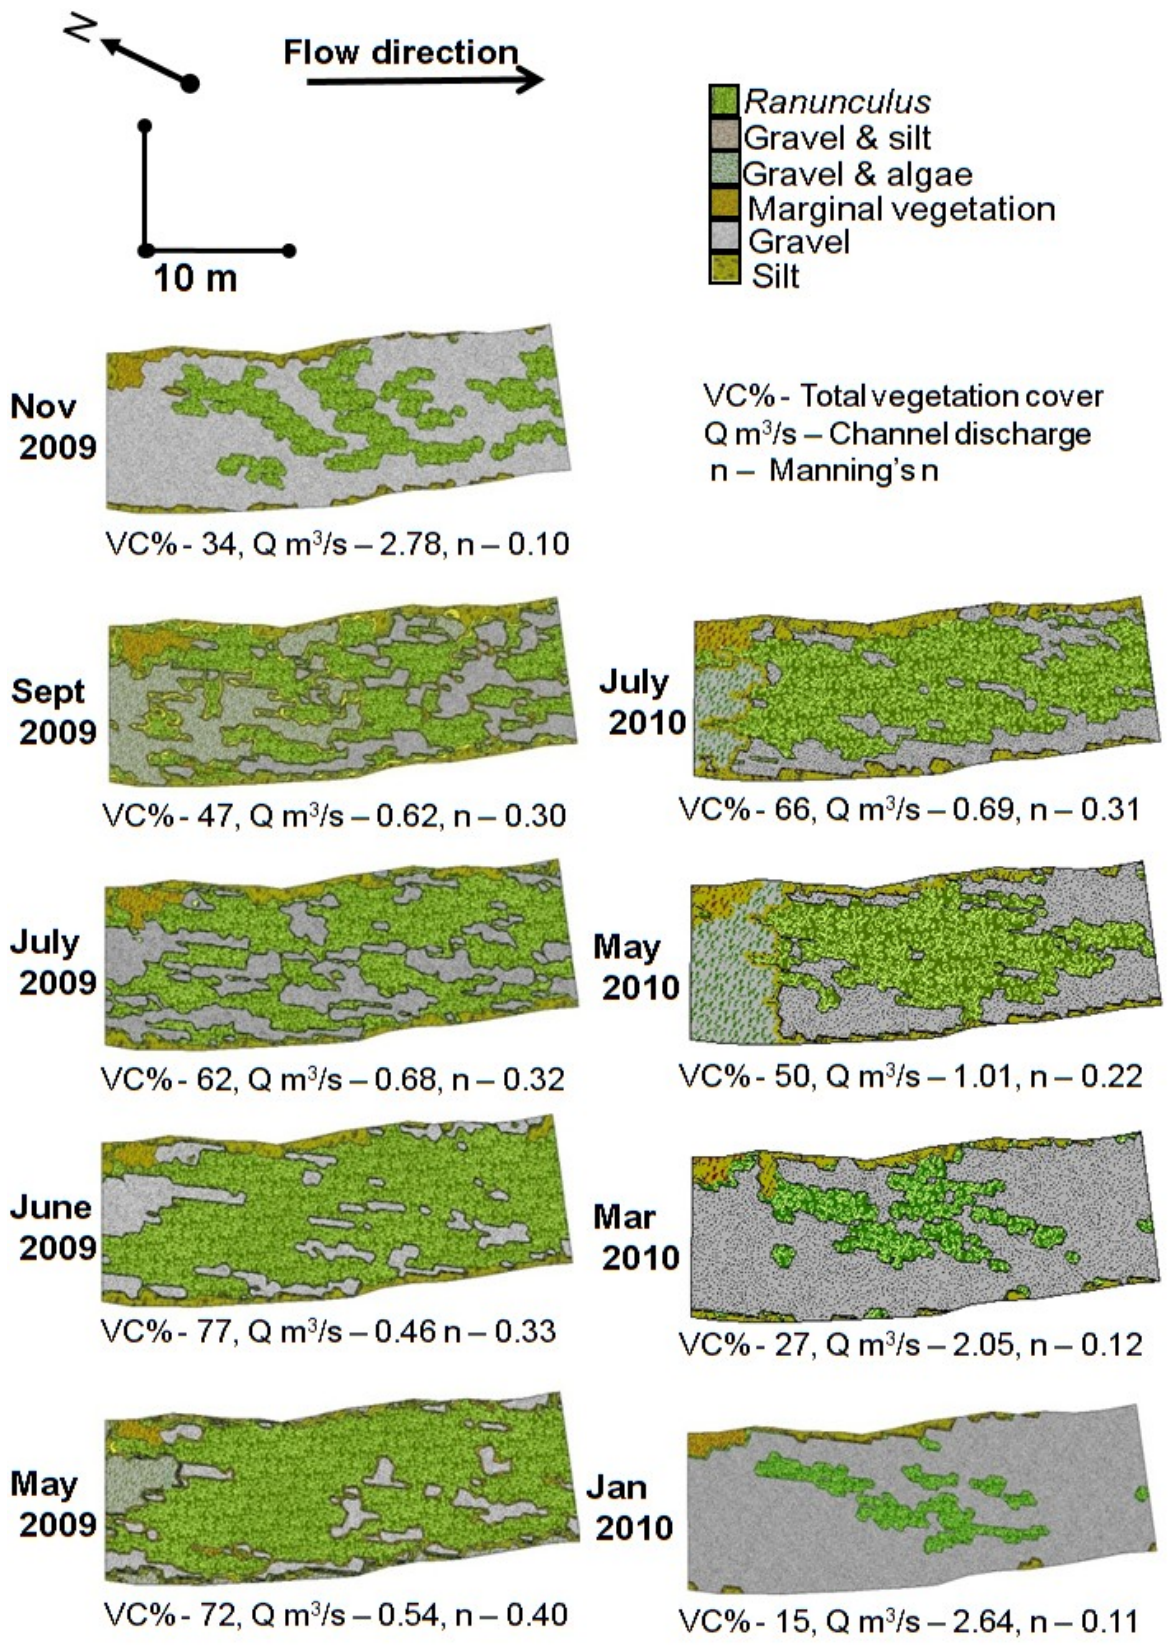 N
Flow direction
10 m
Ranunculus
Gravel & silt
Gravel & algae
Marginal vegetation
Gravel
Silt
VC% - Total vegetation cover
Q m³/s – Channel discharge
n – Manning's n
Nov
2009
VC% - 34, Q m³/s – 2.78, n – 0.10
Sept
2009
VC% - 47, Q m³/s – 0.62, n – 0.30
July
2009
VC% - 62, Q m³/s – 0.68, n – 0.32
June
2009
VC% - 77, Q m³/s – 0.46 n – 0.33
May
2009
VC% - 72, Q m³/s – 0.54, n – 0.40
July
2010
VC% - 66, Q m³/s – 0.69, n – 0.31
May
2010
VC% - 50, Q m³/s – 1.01, n – 0.22
Mar
2010
VC% - 27, Q m³/s – 2.05, n – 0.12
Jan
2010
VC% - 15, Q m³/s – 2.64, n – 0.11